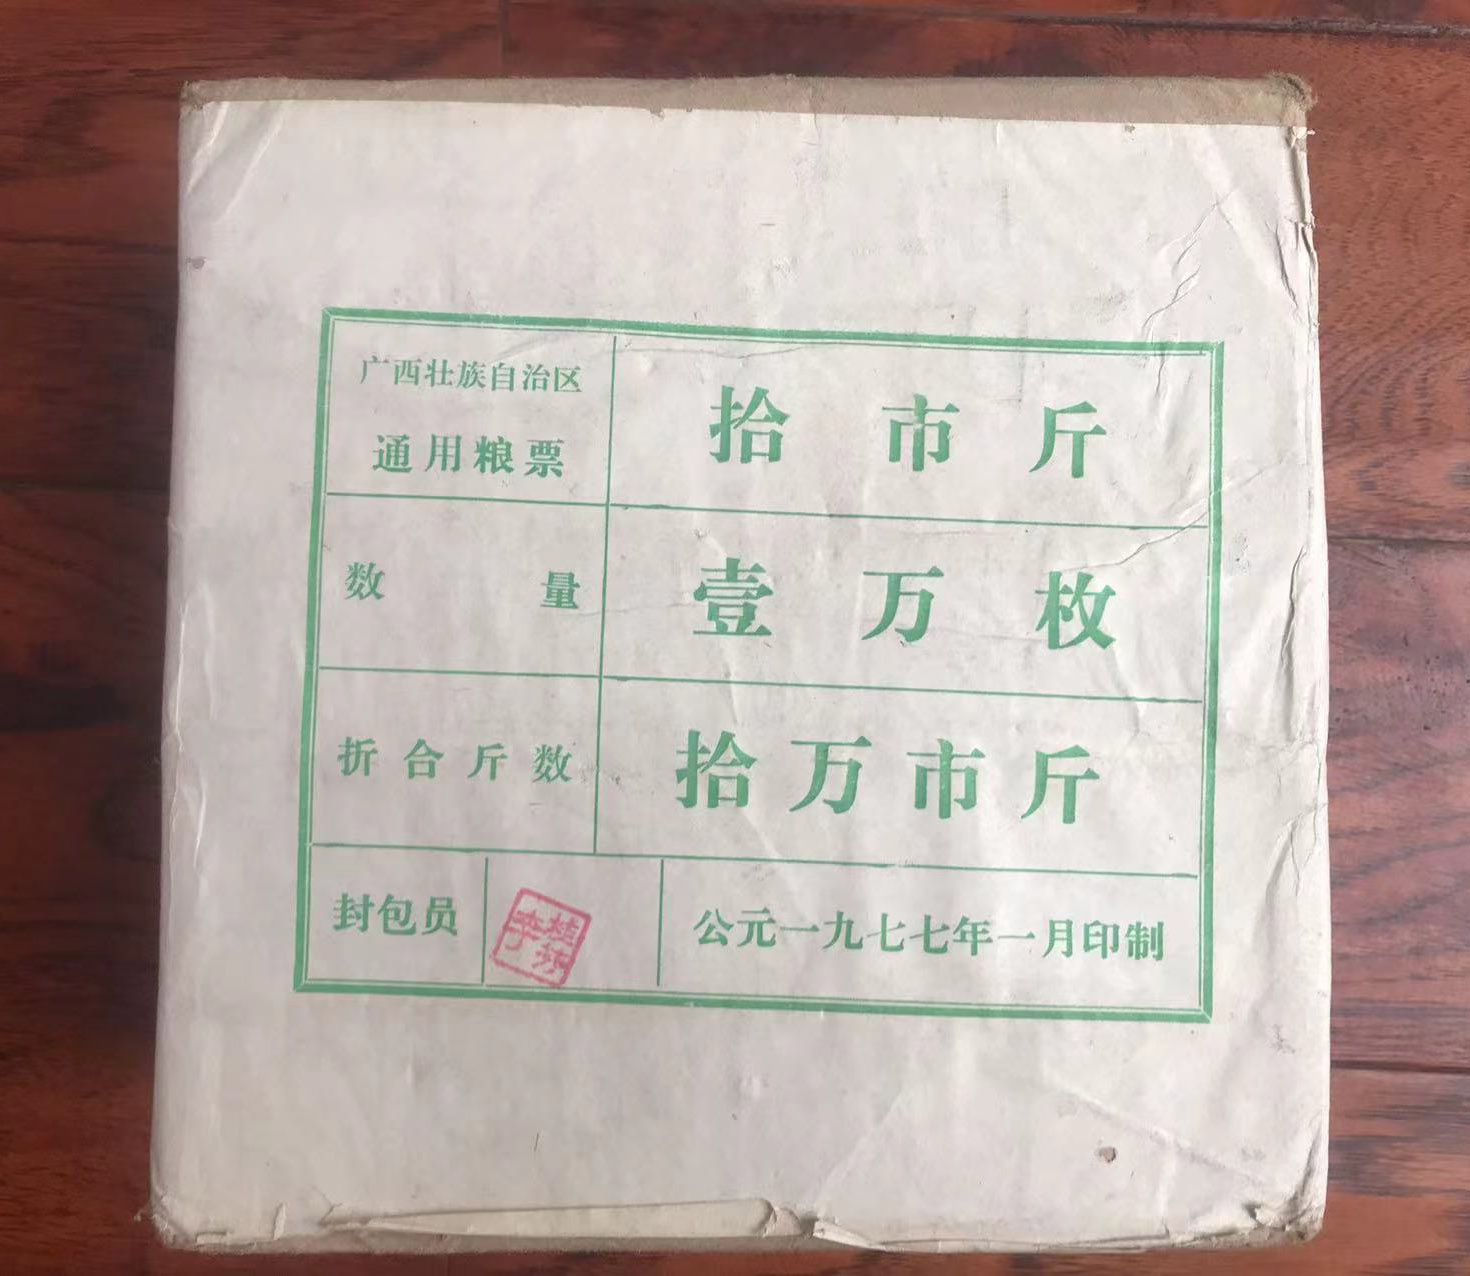 广西壮族自治区
通用粮票
拾市斤
数量
壹万枚
折合斤数
拾万市斤
封包员
李桂
公元一九七七年一月印制